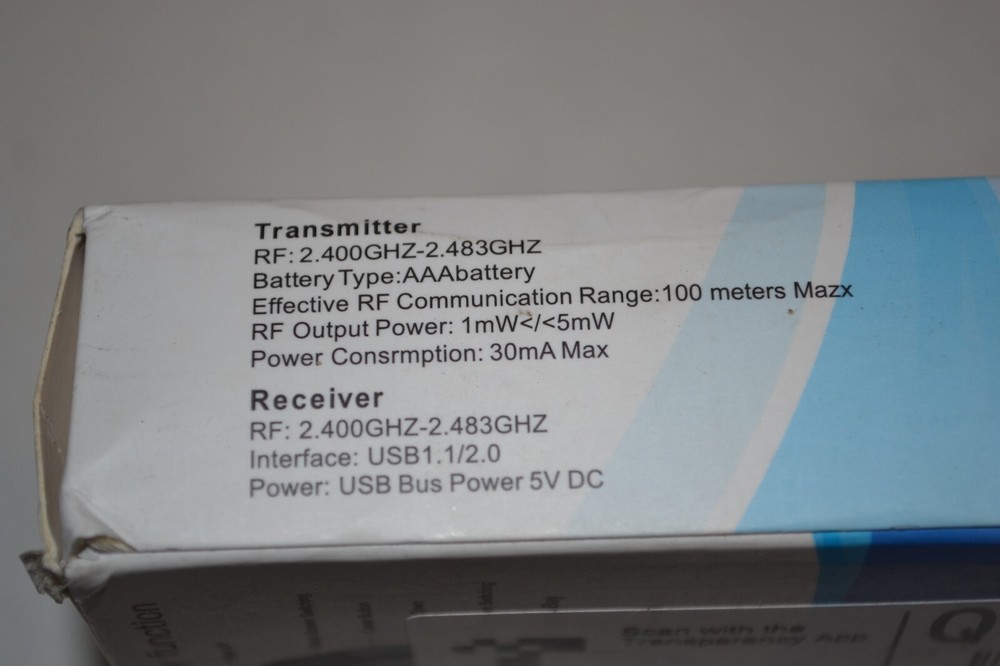 Transmitter
RF: 2.400GHZ-2.483GHZ
Battery Type:AAAbattery
Effective RF Communication Range:100 meters Mazx
RF Output Power: 1mW</<5mW
Power Consrmption: 30mA Max
Receiver
RF: 2.400GHZ-2.483GHZ
Interface: USB1.1/2.0
Power: USB Bus Power 5V DC
Scan with the
Transparency App